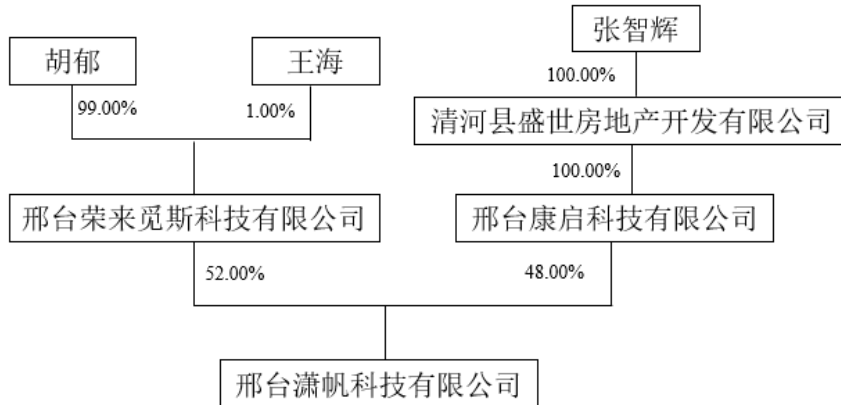 张智辉
胡郁
王海
100.00%
99.00%
1.00%
清河县盛世房地产开发有限公司
100.00%
邢台荣来觅斯科技有限公司
邢台康启科技有限公司
52.00%
48.00%
邢台潇帆科技有限公司